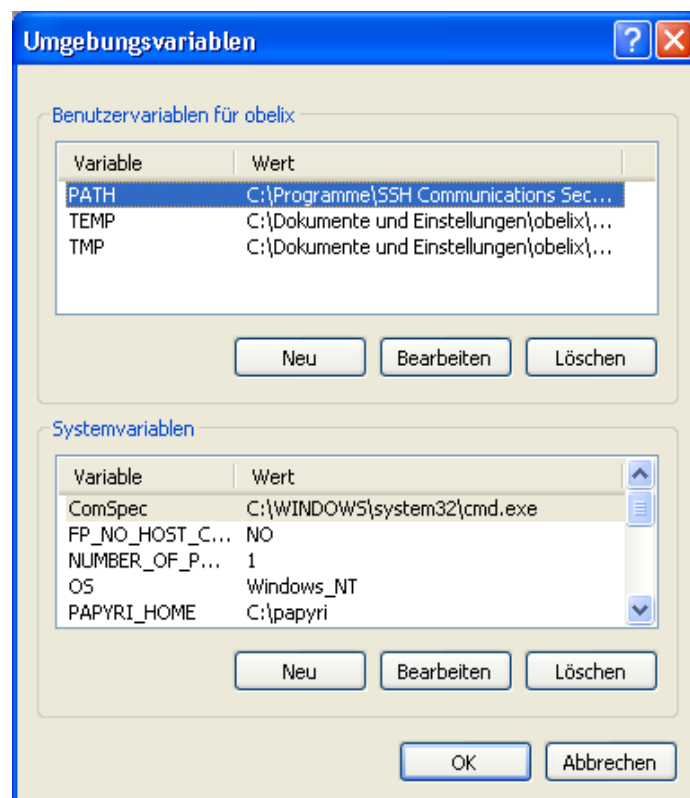 Umgebungsvariablen
Benutzervariablen für obelix
Variable Wert
PATH C:\Programme\SSH Communications Sec...
TEMP C:\Dokumente und Einstellungen\obelix\...
TMP C:\Dokumente und Einstellungen\obelix\...
Neu Bearbeiten Löschen
Systemvariablen
Variable Wert
ComSpec C:\WINDOWS\system32\cmd.exe
FP_NO_HOST_C... NO
NUMBER_OF_P... 1
OS Windows_NT
PAPYRI_HOME C:\papyri
Neu Bearbeiten Löschen
OK Abbrechen